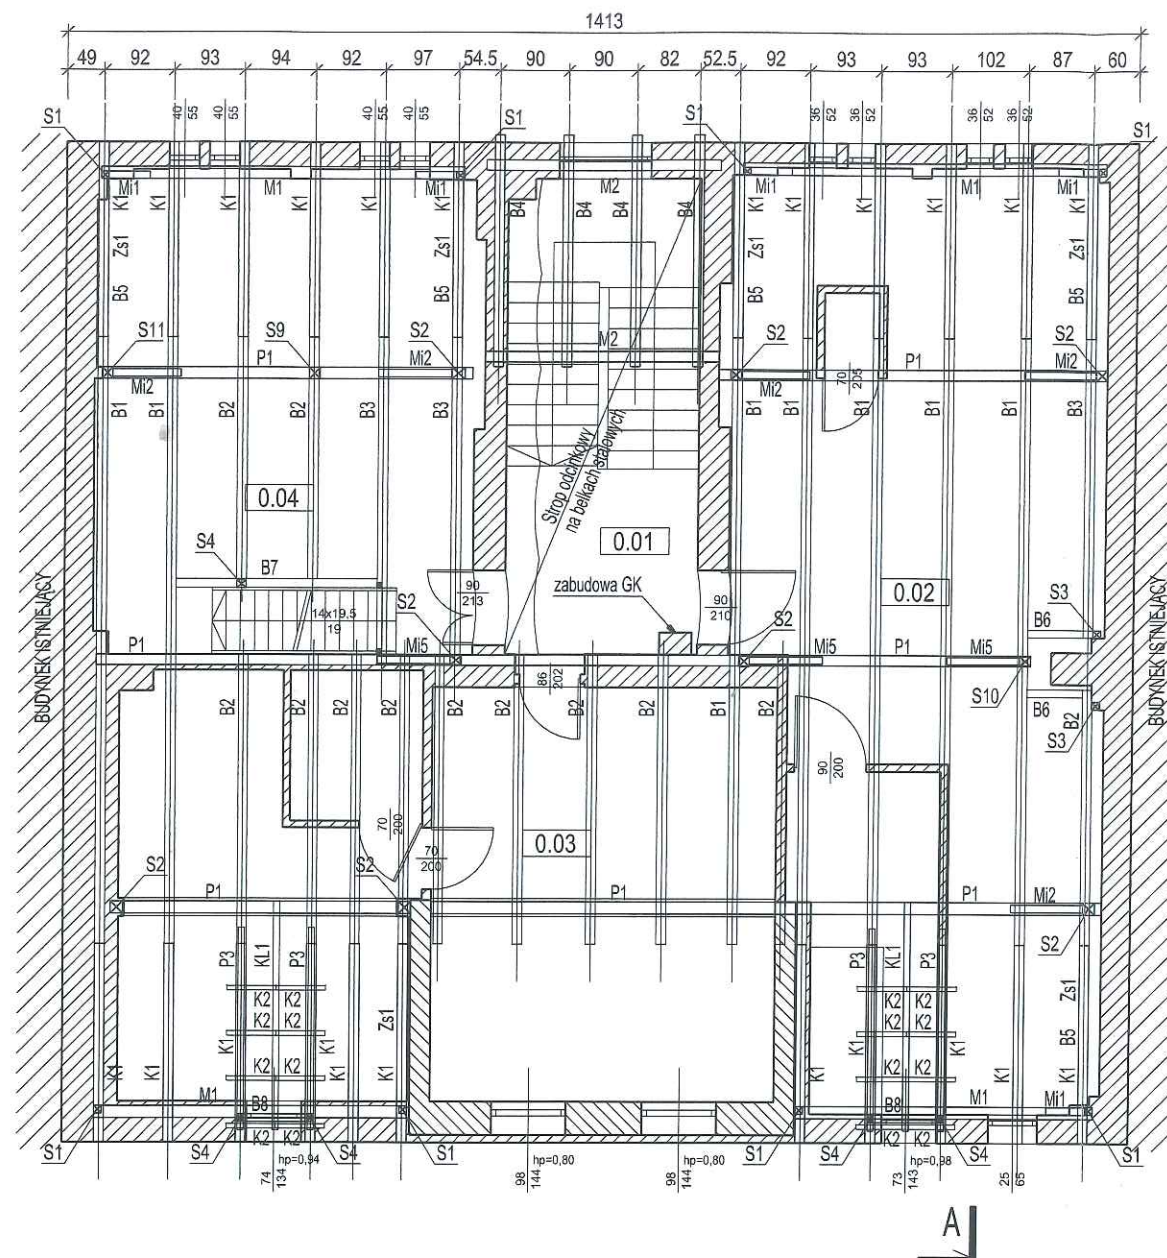 1413
49 92 93 94 92 97 54.5 90 90 82 52.5 92 93 93 102 87 60
40 55 40 55 40 55 40 55 36 52 36 52 36 52 36 52
S1 S1 S1 S1
Mi1 M1 Mi1 M2 Mi1 M1 Mi1
K1 K1 K1 K1 K1 K1 B4 B4 B4 B4 K1 K1 K1 K1 K1 K1
Zs1 Zs1 Zs1 Zs1
B5 B5 B5 B5
S11 S9 S2 M2 S2 S2
P1 Mi2 P1 Mi2
Mi2 Mi2 70 205
B1 B1 B2 B2 B3 B3 B1 B1 B1 B1 B1 B3
Strop odcinkowy
na belkach stalowych
0.04
0.01
S4 B7
zabudowa GK
90 213
90 210
0.02
14x19,5
19
S2 S2 B6 S3
P1 Mi5 Mi5 P1 Mi5
86 202
S10 B6 S3
B2 B2 B2 B2 B2 B2 B2 B2 B1 B2 B2
90 200
BUDYNEK ISTNIEJĄCY
BUDYNEK ISTNIEJĄCY
70 200
0.03
70 200
S2 S2
P1 P1 P1 Mi2
S2
P3 KL1 P3 P3 KL1 P3
K2 K2 K2 K2
K2 K2 Zs1 K2 K2 Zs1
K1 K1 K1 K1 B5
K2 K2 K2 K2
K1 K1 K1 K1 K1 K1 K1
M1 B8 B8 M1 Mi1
K2 K2 K2 K2
S1 S4 S4 S1 S1 S4 S4 S1
hp=0,94 hp=0,80 hp=0,80 hp=0,98
74 134 98 144 98 144 73 143 25 65
A